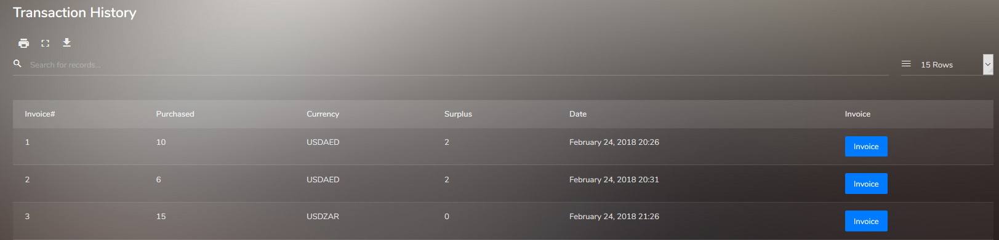 Transaction History
Search for records...
15 Rows
Invoice# Purchased Currency Surplus Date Invoice
1 10 USDAED 2 February 24, 2018 20:26 Invoice
2 6 USDAED 2 February 24, 2018 20:31 Invoice
3 15 USDZAR 0 February 24, 2018 21:26 Invoice